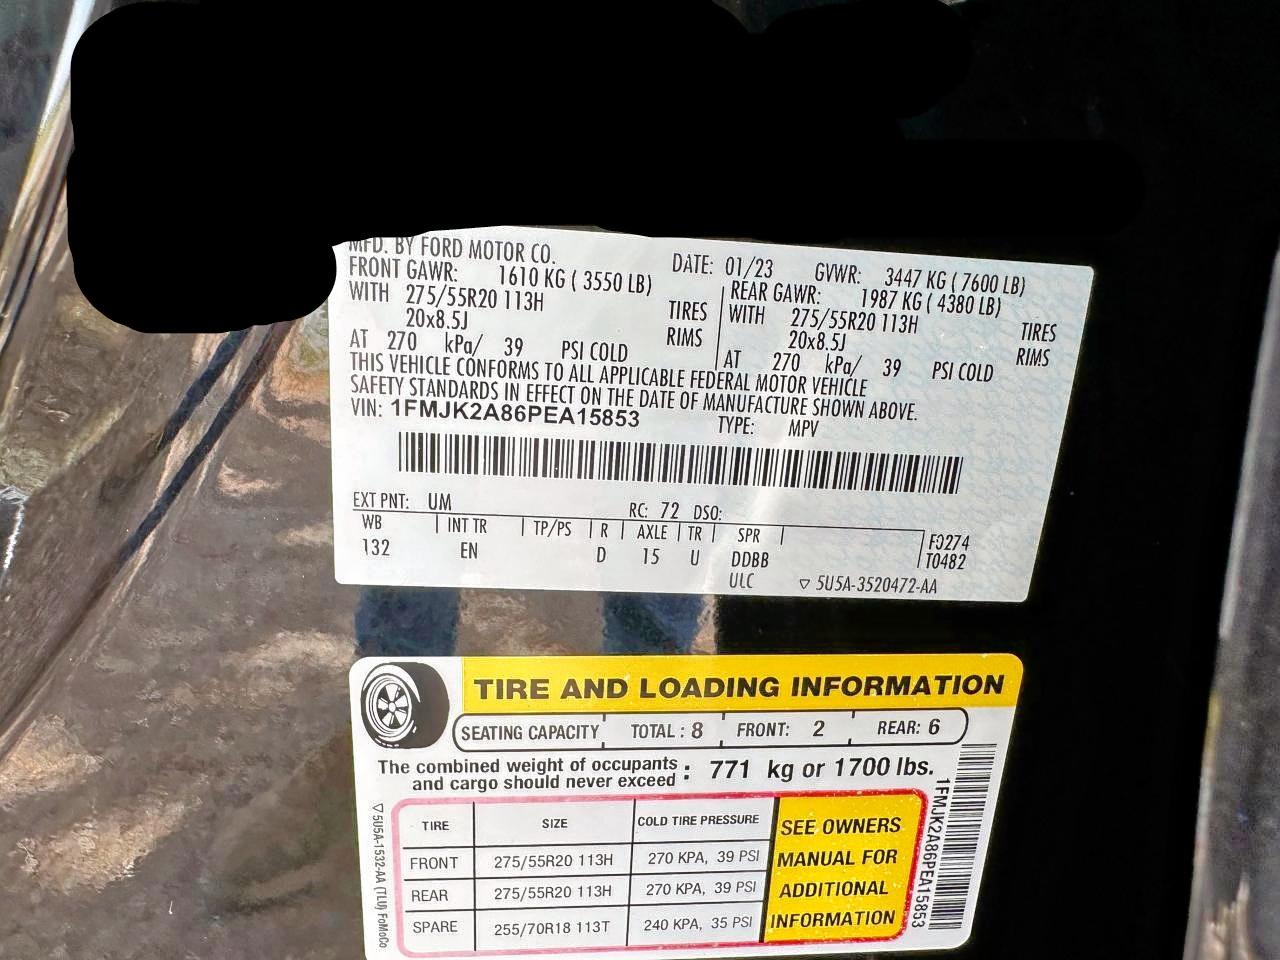 MFD. BY FORD MOTOR CO.
DATE: 01/23 GVWR: 3447 KG ( 7600 LB)
FRONT GAWR: 1610 KG ( 3550 LB) REAR GAWR: 1987 KG ( 4380 LB)
WITH 275/55R20 113H TIRES WITH 275/55R20 113H TIRES
20x8.5J RIMS 20x8.5J RIMS
AT 270 kPa/ 39 PSI COLD AT 270 kPa/ 39 PSI COLD
THIS VEHICLE CONFORMS TO ALL APPLICABLE FEDERAL MOTOR VEHICLE
SAFETY STANDARDS IN EFFECT ON THE DATE OF MANUFACTURE SHOWN ABOVE.
VIN: 1FMJK2A86PEA15853 TYPE: MPV
EXT PNT: UM RC: 72 DSO:
WB INT TR TP/PS R AXLE TR SPR F0274
132 EN D 15 U DDBB T0482
ULC ▽ 5U5A-3520472-AA
TIRE AND LOADING INFORMATION
SEATING CAPACITY TOTAL : 8 FRONT: 2 REAR: 6
The combined weight of occupants
and cargo should never exceed : 771 kg or 1700 lbs.
TIRE SIZE COLD TIRE PRESSURE
FRONT 275/55R20 113H 270 KPA, 39 PSI
REAR 275/55R20 113H 270 KPA, 39 PSI
SPARE 255/70R18 113T 240 KPA, 35 PSI
SEE OWNERS
MANUAL FOR
ADDITIONAL
INFORMATION
▽ 5U5A-1532-AA (TLU) FoMoCo
1FMJK2A86PEA15853